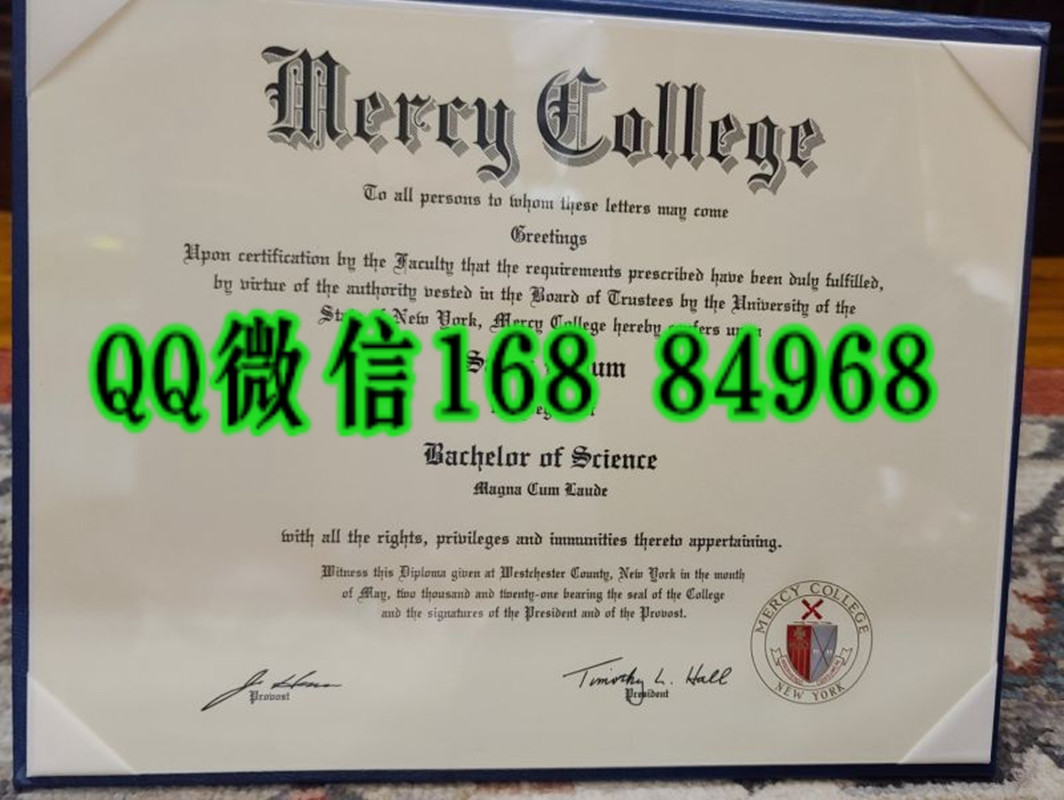 Mercy College
To all persons to whom these letters may come
Greetings
Upon certification by the Faculty that the requirements prescribed have been duly fulfilled,
by virtue of the authority vested in the Board of Trustees by the University of the
State of New York, Mercy College hereby confers upon
QQ微信168 84968
Bachelor of Science
Magna Cum Laude
with all the rights, privileges and immunities thereto appertaining.
Witness this Diploma given at Westchester County, New York in the month
of May, two thousand and twenty-one bearing the seal of the College
and the signatures of the President and of the Provost.
Timothy L. Hall
Provost
President
MERCY COLLEGE
NEW YORK